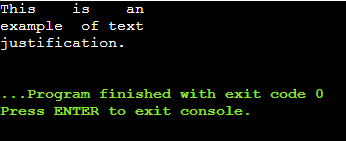 This    is    an
example  of text
justification.
...Program finished with exit code 0
Press ENTER to exit console.